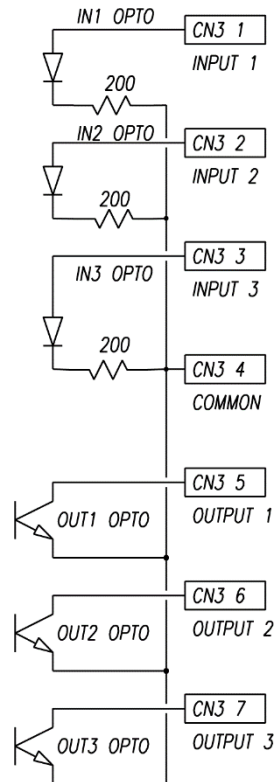 IN1 OPTO
CN3 1
INPUT 1
200
IN2 OPTO
CN3 2
INPUT 2
200
CN3 3
IN3 OPTO
INPUT 3
200
CN3 4
COMMON
CN3 5
OUT1 OPTO
OUTPUT 1
CN3 6
OUT2 OPTO
OUTPUT 2
CN3 7
OUT3 OPTO
OUTPUT 3